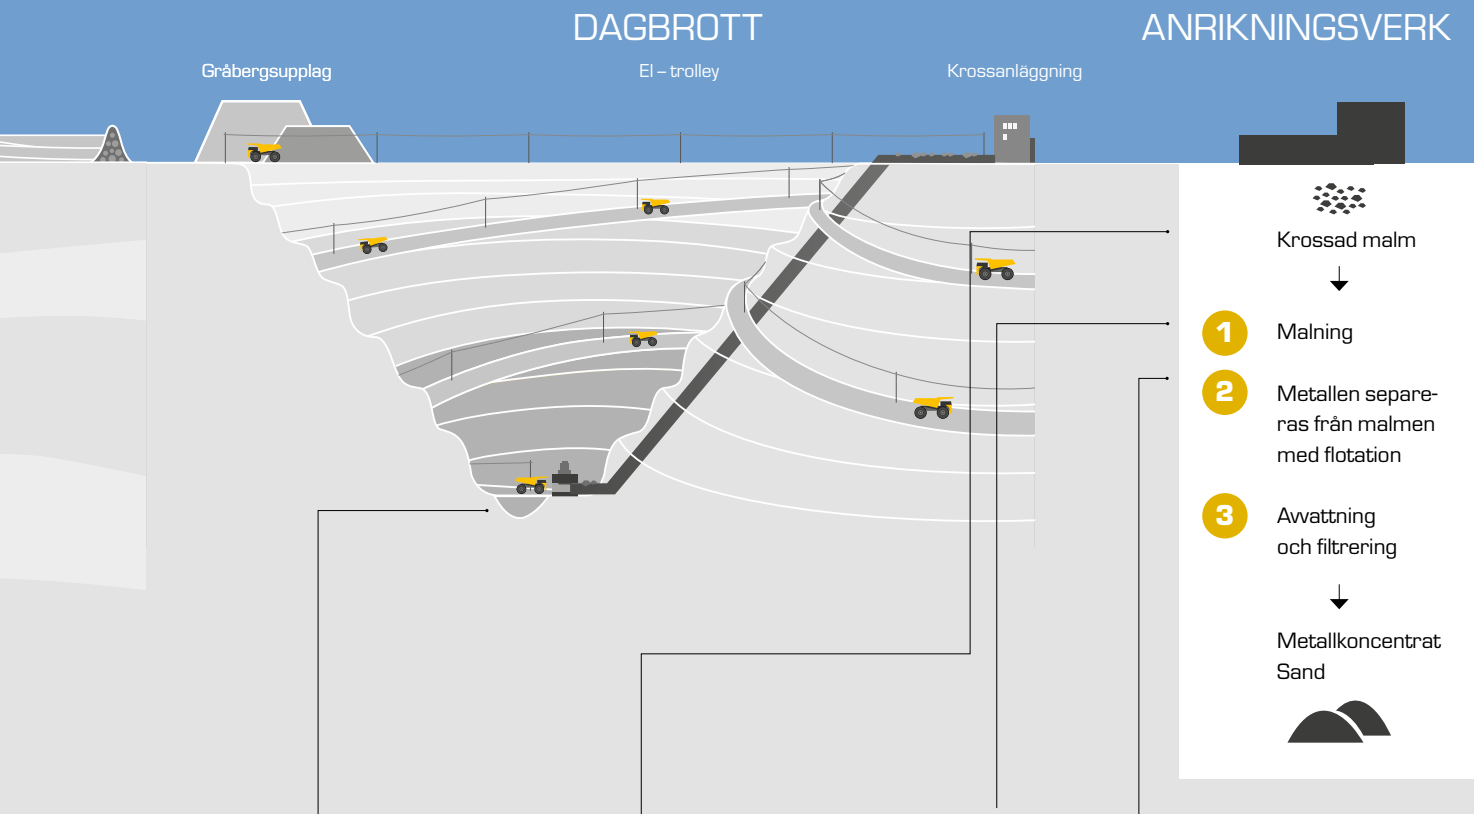 DAGBROTT
ANRIKNINGSVERK
Gråbergsupplag
El – trolley
Krossanläggning
Krossad malm
1
Malning
2
Metallen separe-
ras från malmen
med flotation
3
Avvattning
och filtrering
Metallkoncentrat
Sand